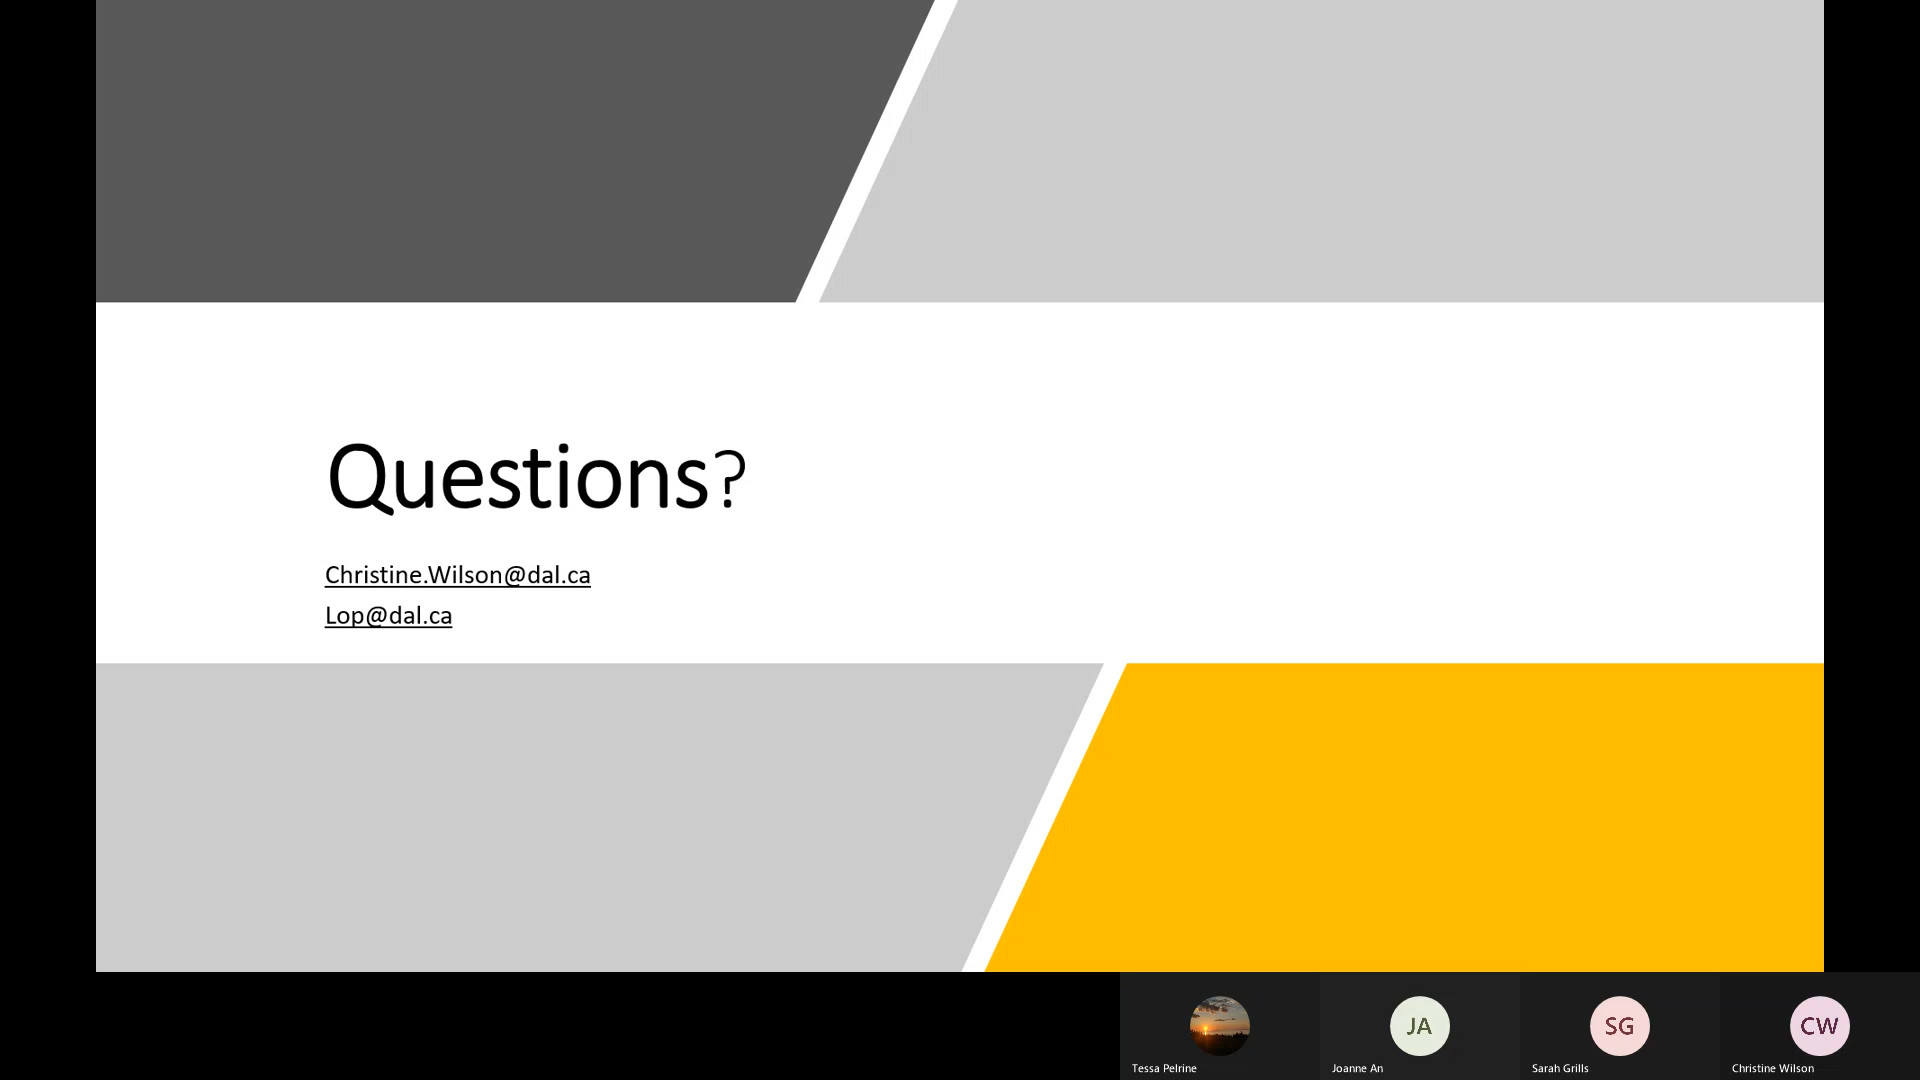 Questions?
Christine.Wilson@dal.ca
Lop@dal.ca
JA
SG
CW
Tessa Pelrine
Joanne An
Sarah Grills
Christine Wilson